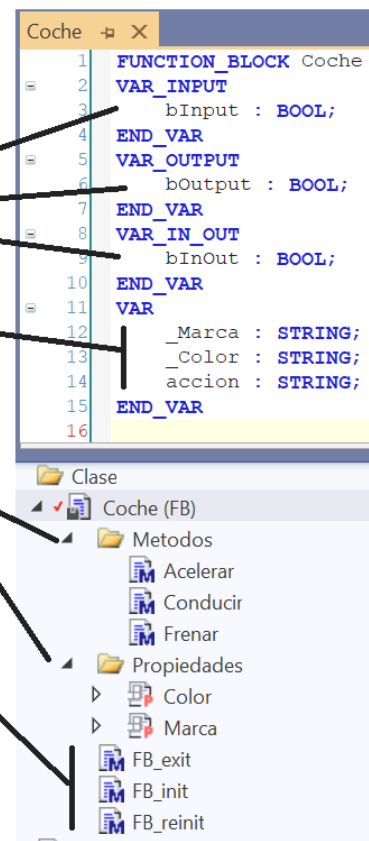 Coche
1 FUNCTION_BLOCK Coche
2 VAR_INPUT
3 bInput : BOOL;
4 END_VAR
5 VAR_OUTPUT
6 bOutput : BOOL;
7 END_VAR
8 VAR_IN_OUT
9 bInOut : BOOL;
10 END_VAR
11 VAR
12 _Marca : STRING;
13 _Color : STRING;
14 accion : STRING;
15 END_VAR
16
Clase
Coche (FB)
Metodos
M Acelerar
M Conducir
M Frenar
Propiedades
P Color
P Marca
M FB_exit
M FB_init
M FB_reinit